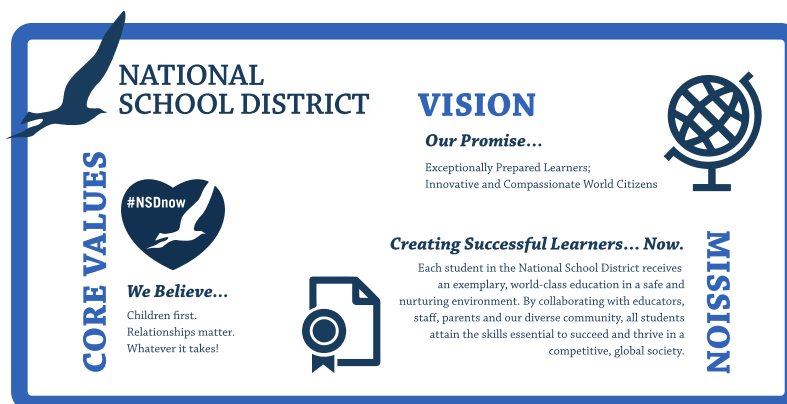 NATIONAL
SCHOOL DISTRICT
VISION
Our Promise...
Exceptionally Prepared Learners;
Innovative and Compassionate World Citizens
CORE VALUES
#NSDnow
We Believe...
Children first.
Relationships matter.
Whatever it takes!
MISSION
Creating Successful Learners... Now.
Each student in the National School District receives
an exemplary, world-class education in a safe and
nurturing environment. By collaborating with educators,
staff, parents and our diverse community, all students
attain the skills essential to succeed and thrive in a
competitive, global society.